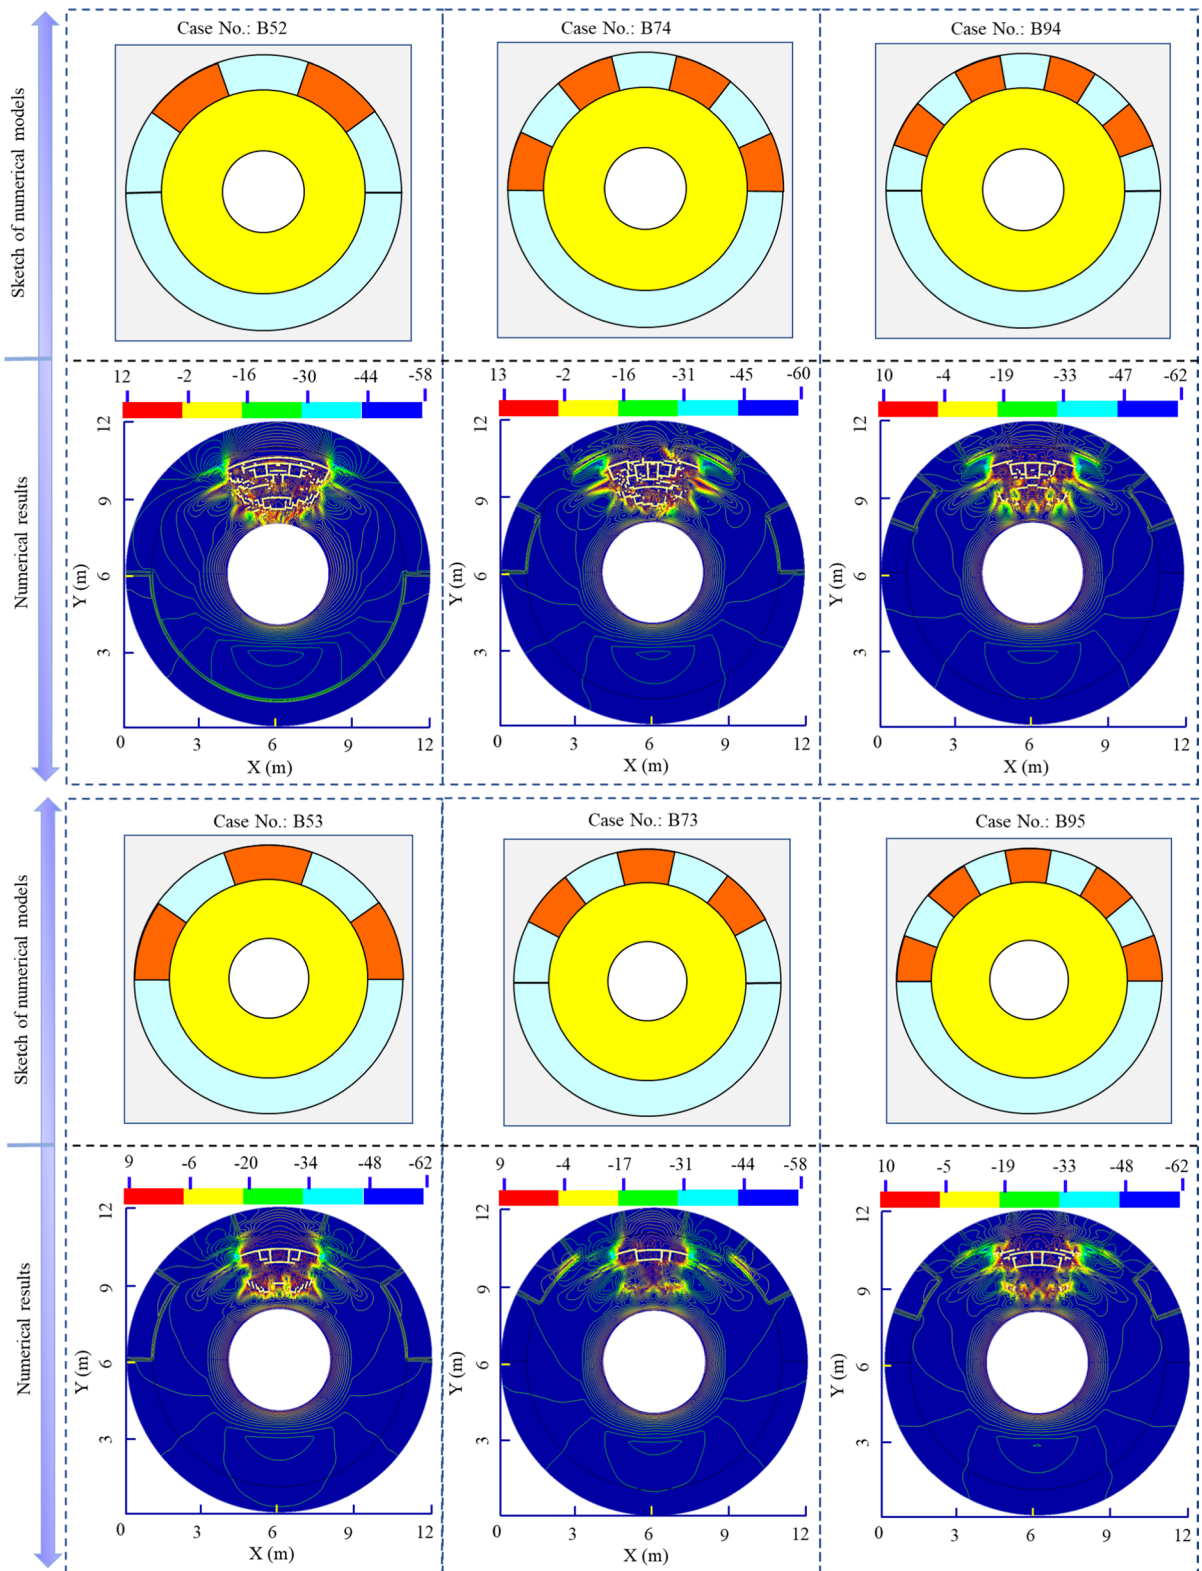 Sketch of numerical models
Case No.: B52
Case No.: B74
Case No.: B94
Numerical results
12 -2 -16 -30 -44 -58
12
9
6
3
Y (m)
0 3 6 9 12
X (m)
13 -2 -16 -31 -45 -60
12
9
6
3
Y (m)
0 3 6 9 12
X (m)
10 -4 -19 -33 -47 -62
12
9
6
3
Y (m)
0 3 6 9 12
X (m)
Sketch of numerical models
Case No.: B53
Case No.: B73
Case No.: B95
Numerical results
9 -6 -20 -34 -48 -62
12
9
6
3
Y (m)
0 3 6 9 12
X (m)
9 -4 -17 -31 -44 -58
12
9
6
3
Y (m)
0 3 6 9 12
X (m)
10 -5 -19 -33 -48 -62
12
9
6
3
Y (m)
0 3 6 9 12
X (m)